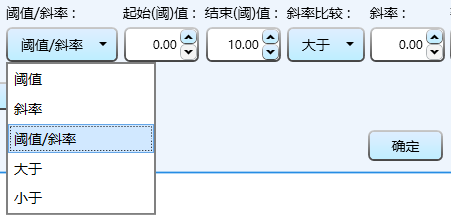 阈值/斜率： 起始(阈)值： 结束(阈)值： 斜率比较： 斜率：
阈值/斜率 0.00 10.00 大于 0.00
阈值
斜率
阈值/斜率
大于
小于
确定